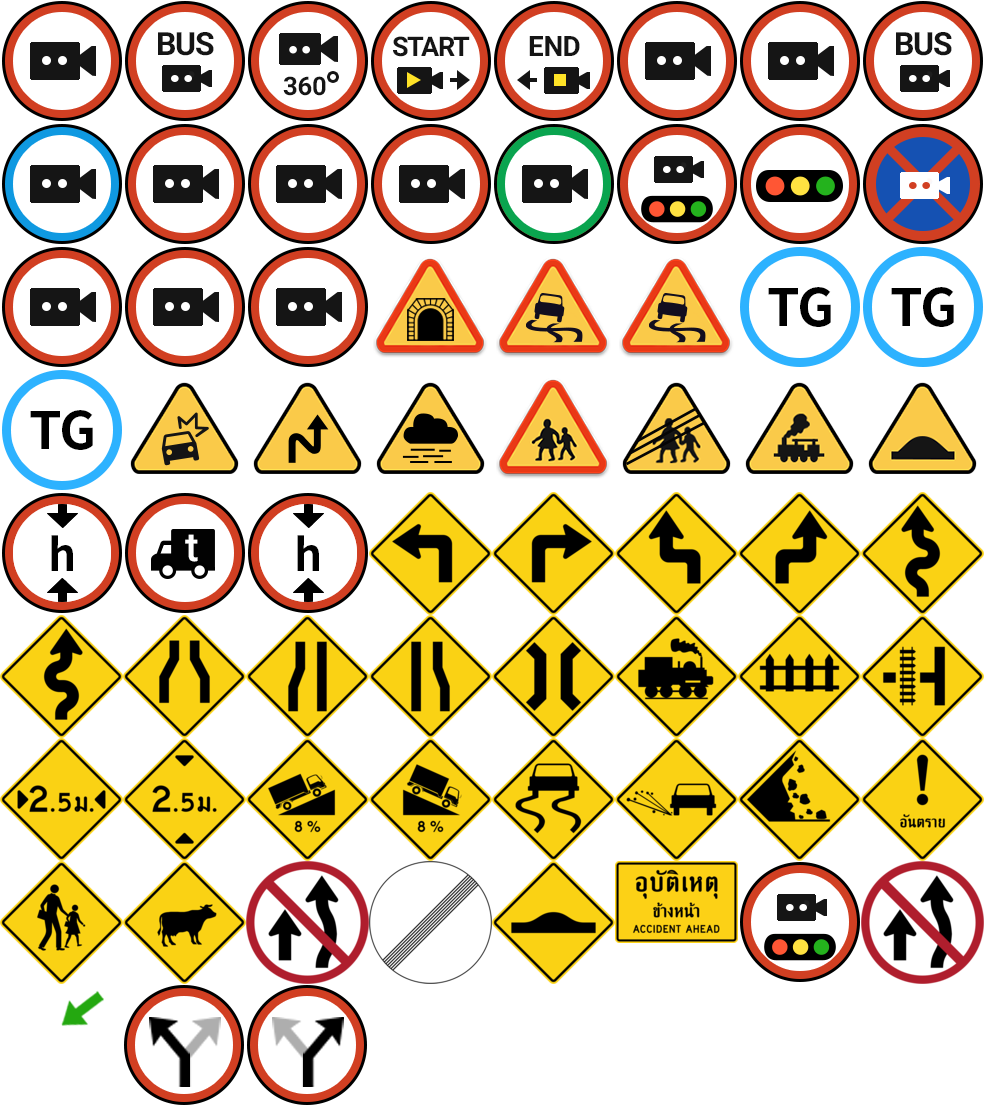 BUS
360°
START
END
BUS
TG
TG
TG
h
t
h
2.5ม.
2.5ม.
8 %
8 %
อันตราย
อุบัติเหตุ
ข้างหน้า
ACCIDENT AHEAD